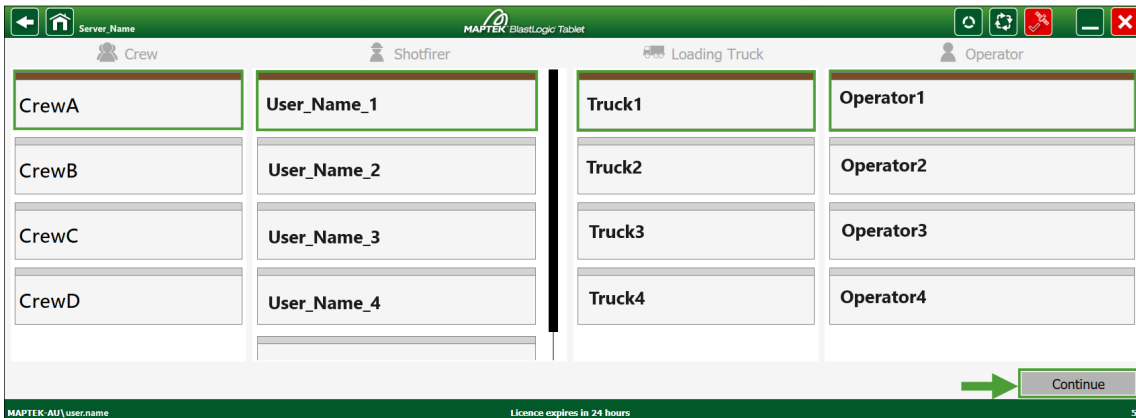 Server_Name
MAPTEK BlastLogic Tablet
Crew
Shotfirer
Loading Truck
Operator
CrewA
User_Name_1
Truck1
Operator1
CrewB
User_Name_2
Truck2
Operator2
CrewC
User_Name_3
Truck3
Operator3
CrewD
User_Name_4
Truck4
Operator4
Continue
MAPTEK-AU\user.name
Licence expires in 24 hours